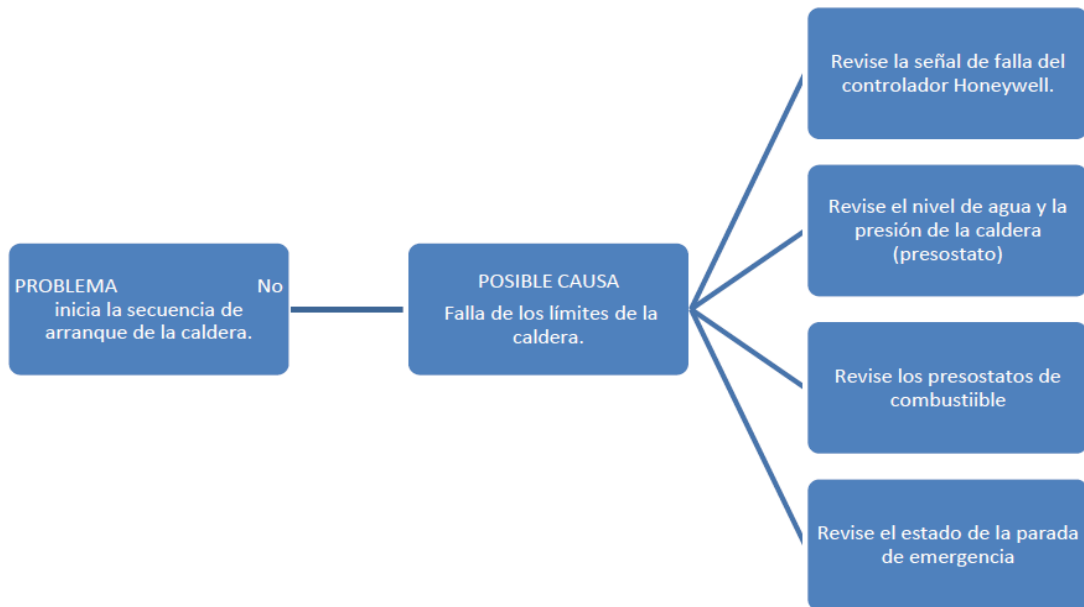 PROBLEMA No
inicia la secuencia de
arranque de la caldera.
POSIBLE CAUSA
Falla de los límites de la
caldera.
Revise la señal de falla del
controlador Honeywell.
Revise el nivel de agua y la
presión de la caldera
(presostato)
Revise los presostatos de
combustiible
Revise el estado de la parada
de emergencia